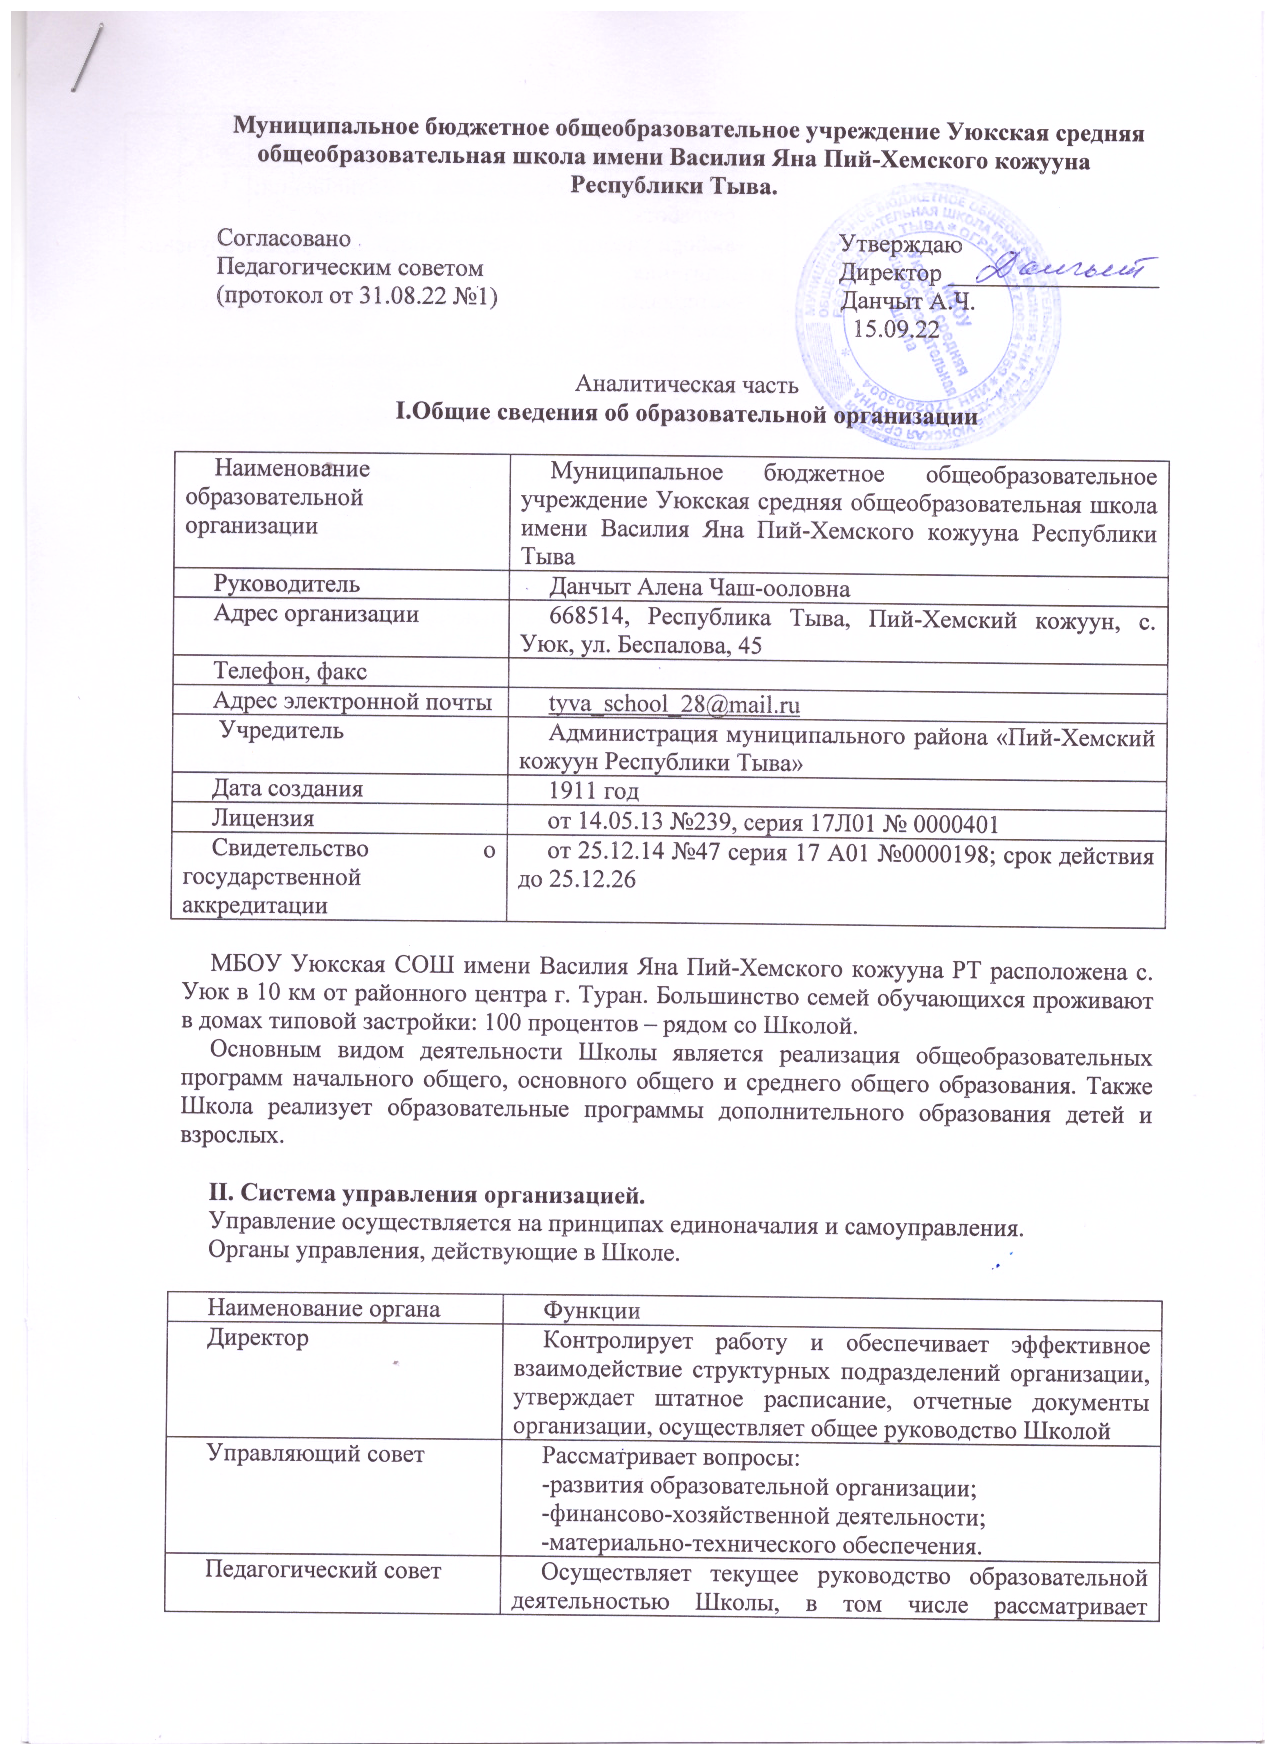 Муниципальное бюджетное общеобразовательное учреждение Уюкская средняя
общеобразовательная школа имени Василия Яна Пий-Хемского кожууна
Республики Тыва.
Согласовано
Педагогическим советом
(протокол от 31.08.22 №1)
Утверждаю
Директор
Данчыт А.Ч.
15.09.22
Аналитическая часть
I.Общие сведения об образовательной организации
Наименование
образовательной
организации
Муниципальное бюджетное общеобразовательное
учреждение Уюкская средняя общеобразовательная школа
имени Василия Яна Пий-Хемского кожууна Республики
Тыва
Руководитель
Данчыт Алена Чаш-ооловна
Адрес организации
668514, Республика Тыва, Пий-Хемский кожуун, с.
Уюк, ул. Беспалова, 45
Телефон, факс
Адрес электронной почты
tyva_school_28@mail.ru
Учредитель
Администрация муниципального района «Пий-Хемский
кожуун Республики Тыва»
Дата создания
1911 год
Лицензия
от 14.05.13 №239, серия 17Л01 № 0000401
Свидетельство о
государственной
аккредитации
от 25.12.14 №47 серия 17 А01 №0000198; срок действия
до 25.12.26
МБОУ Уюкская СОШ имени Василия Яна Пий-Хемского кожууна РТ расположена с.
Уюк в 10 км от районного центра г. Туран. Большинство семей обучающихся проживают
в домах типовой застройки: 100 процентов – рядом со Школой.
Основным видом деятельности Школы является реализация общеобразовательных
программ начального общего, основного общего и среднего общего образования. Также
Школа реализует образовательные программы дополнительного образования детей и
взрослых.
II. Система управления организацией.
Управление осуществляется на принципах единоначалия и самоуправления.
Органы управления, действующие в Школе.
Наименование органа
Функции
Директор
Контролирует работу и обеспечивает эффективное
взаимодействие структурных подразделений организации,
утверждает штатное расписание, отчетные документы
организации, осуществляет общее руководство Школой
Управляющий совет
Рассматривает вопросы:
-развития образовательной организации;
-финансово-хозяйственной деятельности;
-материально-технического обеспечения.
Педагогический совет
Осуществляет текущее руководство образовательной
деятельностью Школы, в том числе рассматривает